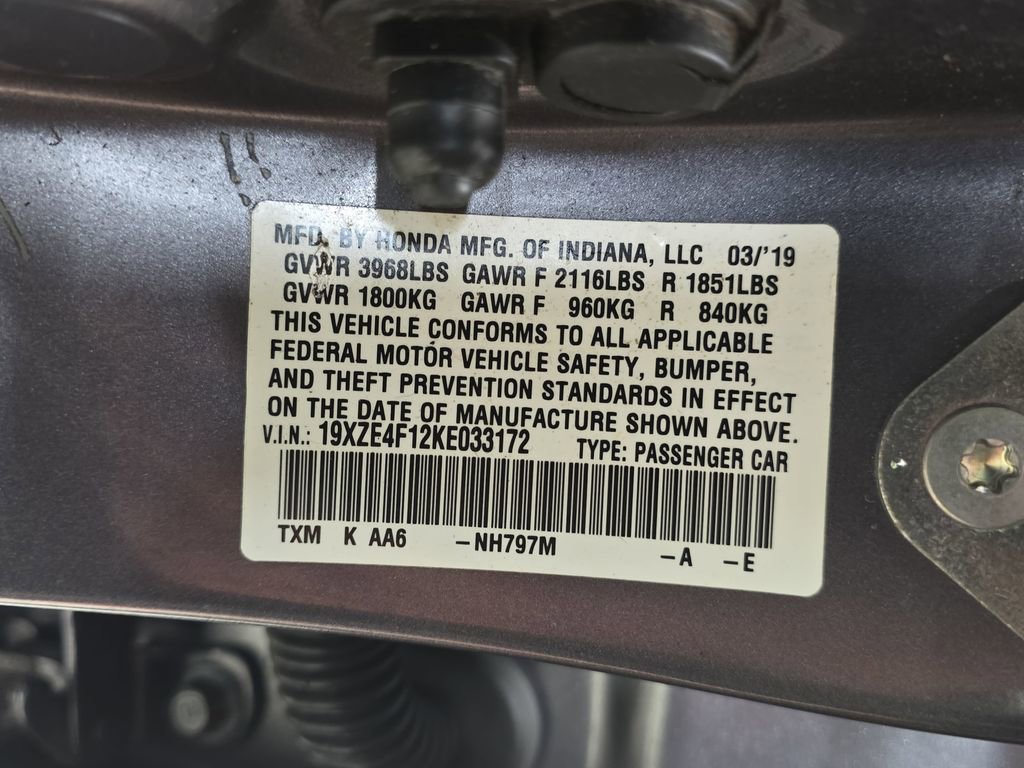 MFD. BY HONDA MFG. OF INDIANA, LLC 03/'19
GVWR 3968LBS GAWR F 2116LBS R 1851LBS
GVWR 1800KG GAWR F 960KG R 840KG
THIS VEHICLE CONFORMS TO ALL APPLICABLE
FEDERAL MOTOR VEHICLE SAFETY, BUMPER,
AND THEFT PREVENTION STANDARDS IN EFFECT
ON THE DATE OF MANUFACTURE SHOWN ABOVE.
V.I.N.: 19XZE4F12KE033172 TYPE: PASSENGER CAR
TXM K AA6 -NH797M -A -E